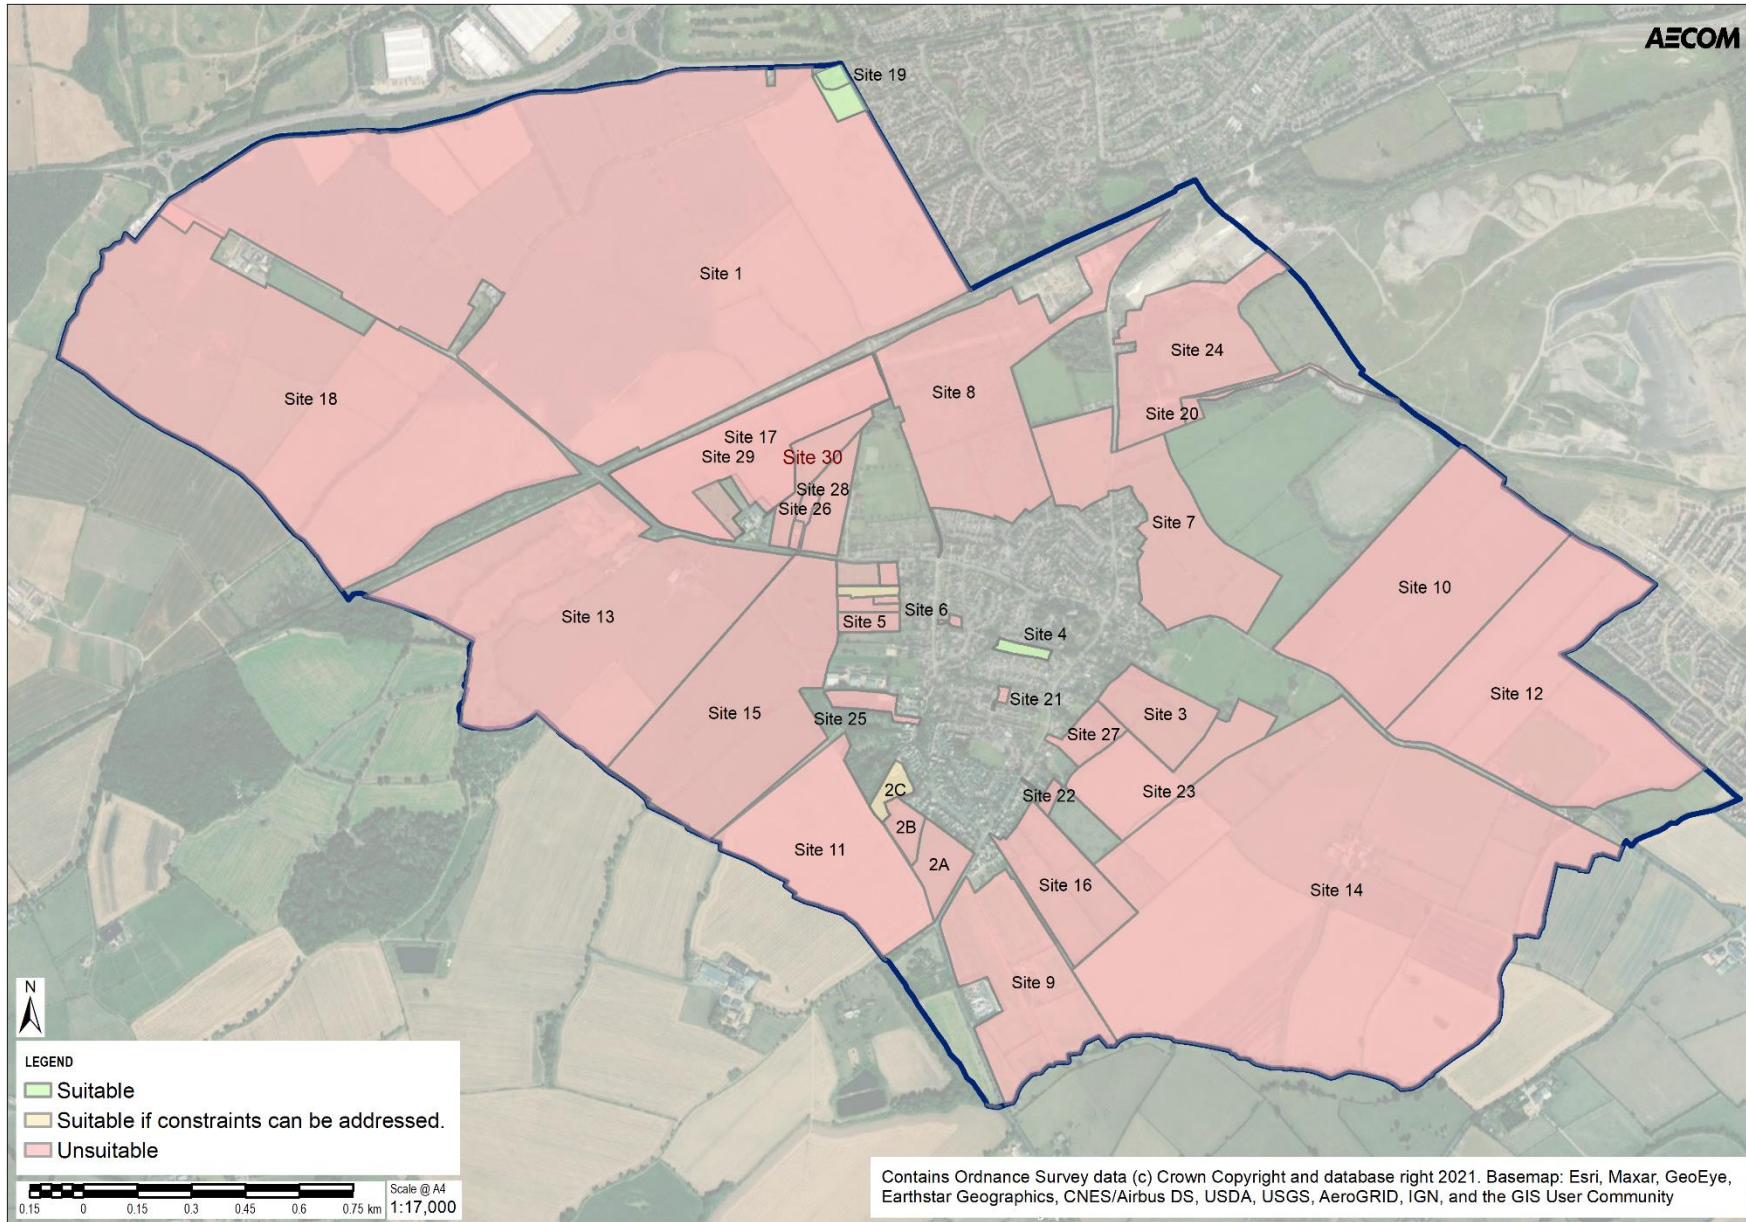 AECOM
Site 19
Site 1
Site 24
Site 18
Site 8
Site 20
Site 17
Site 29
Site 30
Site 28
Site 26
Site 7
Site 10
Site 13
Site 6
Site 5
Site 4
Site 12
Site 21
Site 15
Site 25
Site 3
Site 27
2C
Site 23
Site 22
2B
Site 11
2A
Site 16
Site 14
Site 9
N
LEGEND
Suitable
Suitable if constraints can be addressed.
Unsuitable
0.15 0 0.15 0.3 0.45 0.6 0.75 km
Scale @ A4
1:17,000
Contains Ordnance Survey data (c) Crown Copyright and database right 2021. Basemap: Esri, Maxar, GeoEye,
Earthstar Geographics, CNES/Airbus DS, USDA, USGS, AeroGRID, IGN, and the GIS User Community